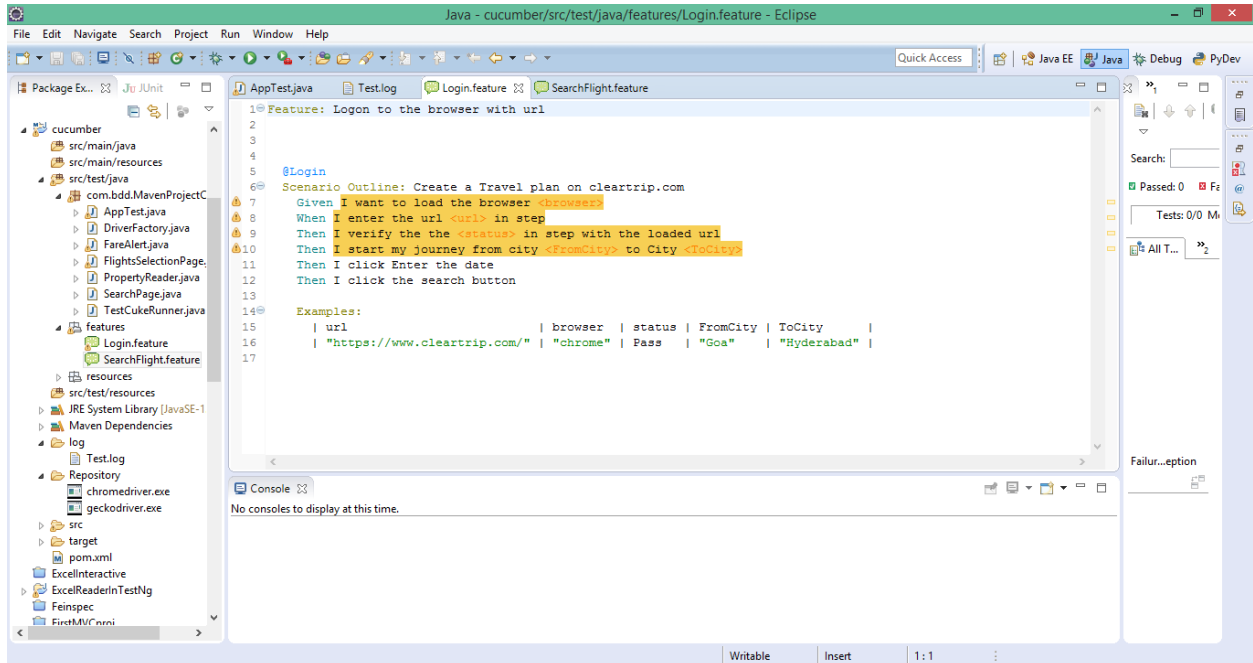 Java - cucumber/src/test/java/features/Login.feature - Eclipse
File Edit Navigate Search Project Run Window Help
Quick Access Java EE Java Debug PyDev
Package Ex... JUnit
cucumber
src/main/java
src/main/resources
src/test/java
com.bdd.MavenProjectC
AppTest.java
DriverFactory.java
FareAlert.java
FlightsSelectionPage.
PropertyReader.java
SearchPage.java
TestCukeRunner.java
features
Login.feature
SearchFlight.feature
resources
src/test/resources
JRE System Library [JavaSE-1
Maven Dependencies
log
Test.log
Repository
chromedriver.exe
geckodriver.exe
src
target
pom.xml
ExcelInteractive
ExcelReaderInTestNg
Feinspec
FirstMVCproj
AppTest.java Test.log Login.feature SearchFlight.feature
1 Feature: Logon to the browser with url
2
3
4
5 @Login
6 Scenario Outline: Create a Travel plan on cleartrip.com
7 Given I want to load the browser <browser>
8 When I enter the url <url> in step
9 Then I verify the the <status> in step with the loaded url
10 Then I start my journey from city <FromCity> to City <ToCity>
11 Then I click Enter the date
12 Then I click the search button
13
14 Examples:
15 | url | browser | status | FromCity | ToCity |
16 | "https://www.cleartrip.com/" | "chrome" | Pass | "Goa" | "Hyderabad" |
17
Console
No consoles to display at this time.
Search:
Passed: 0 Fa
Tests: 0/0 Me
All T...
Failur...eption
Writable Insert 1 : 1